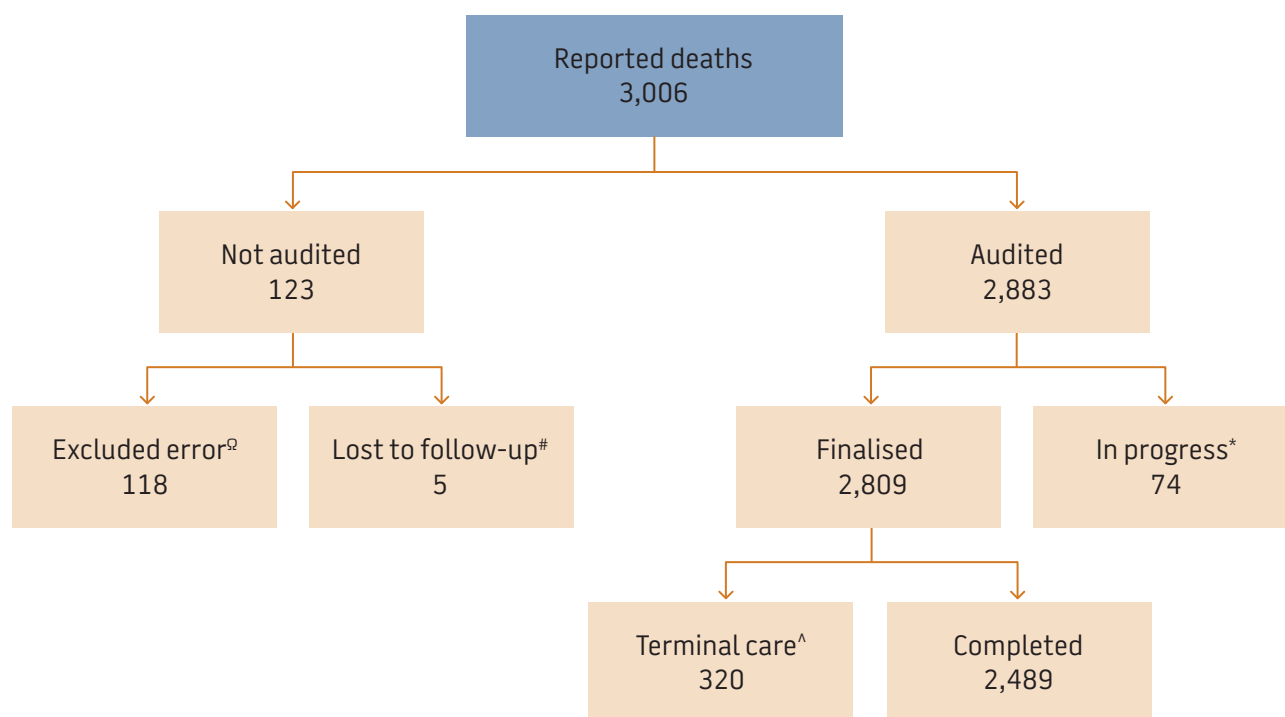 Reported deaths
3,006
Not audited
123
Audited
2,883
Excluded errorΩ
118
Lost to follow-up#
5
Finalised
2,809
In progress*
74
Terminal care^
320
Completed
2,489